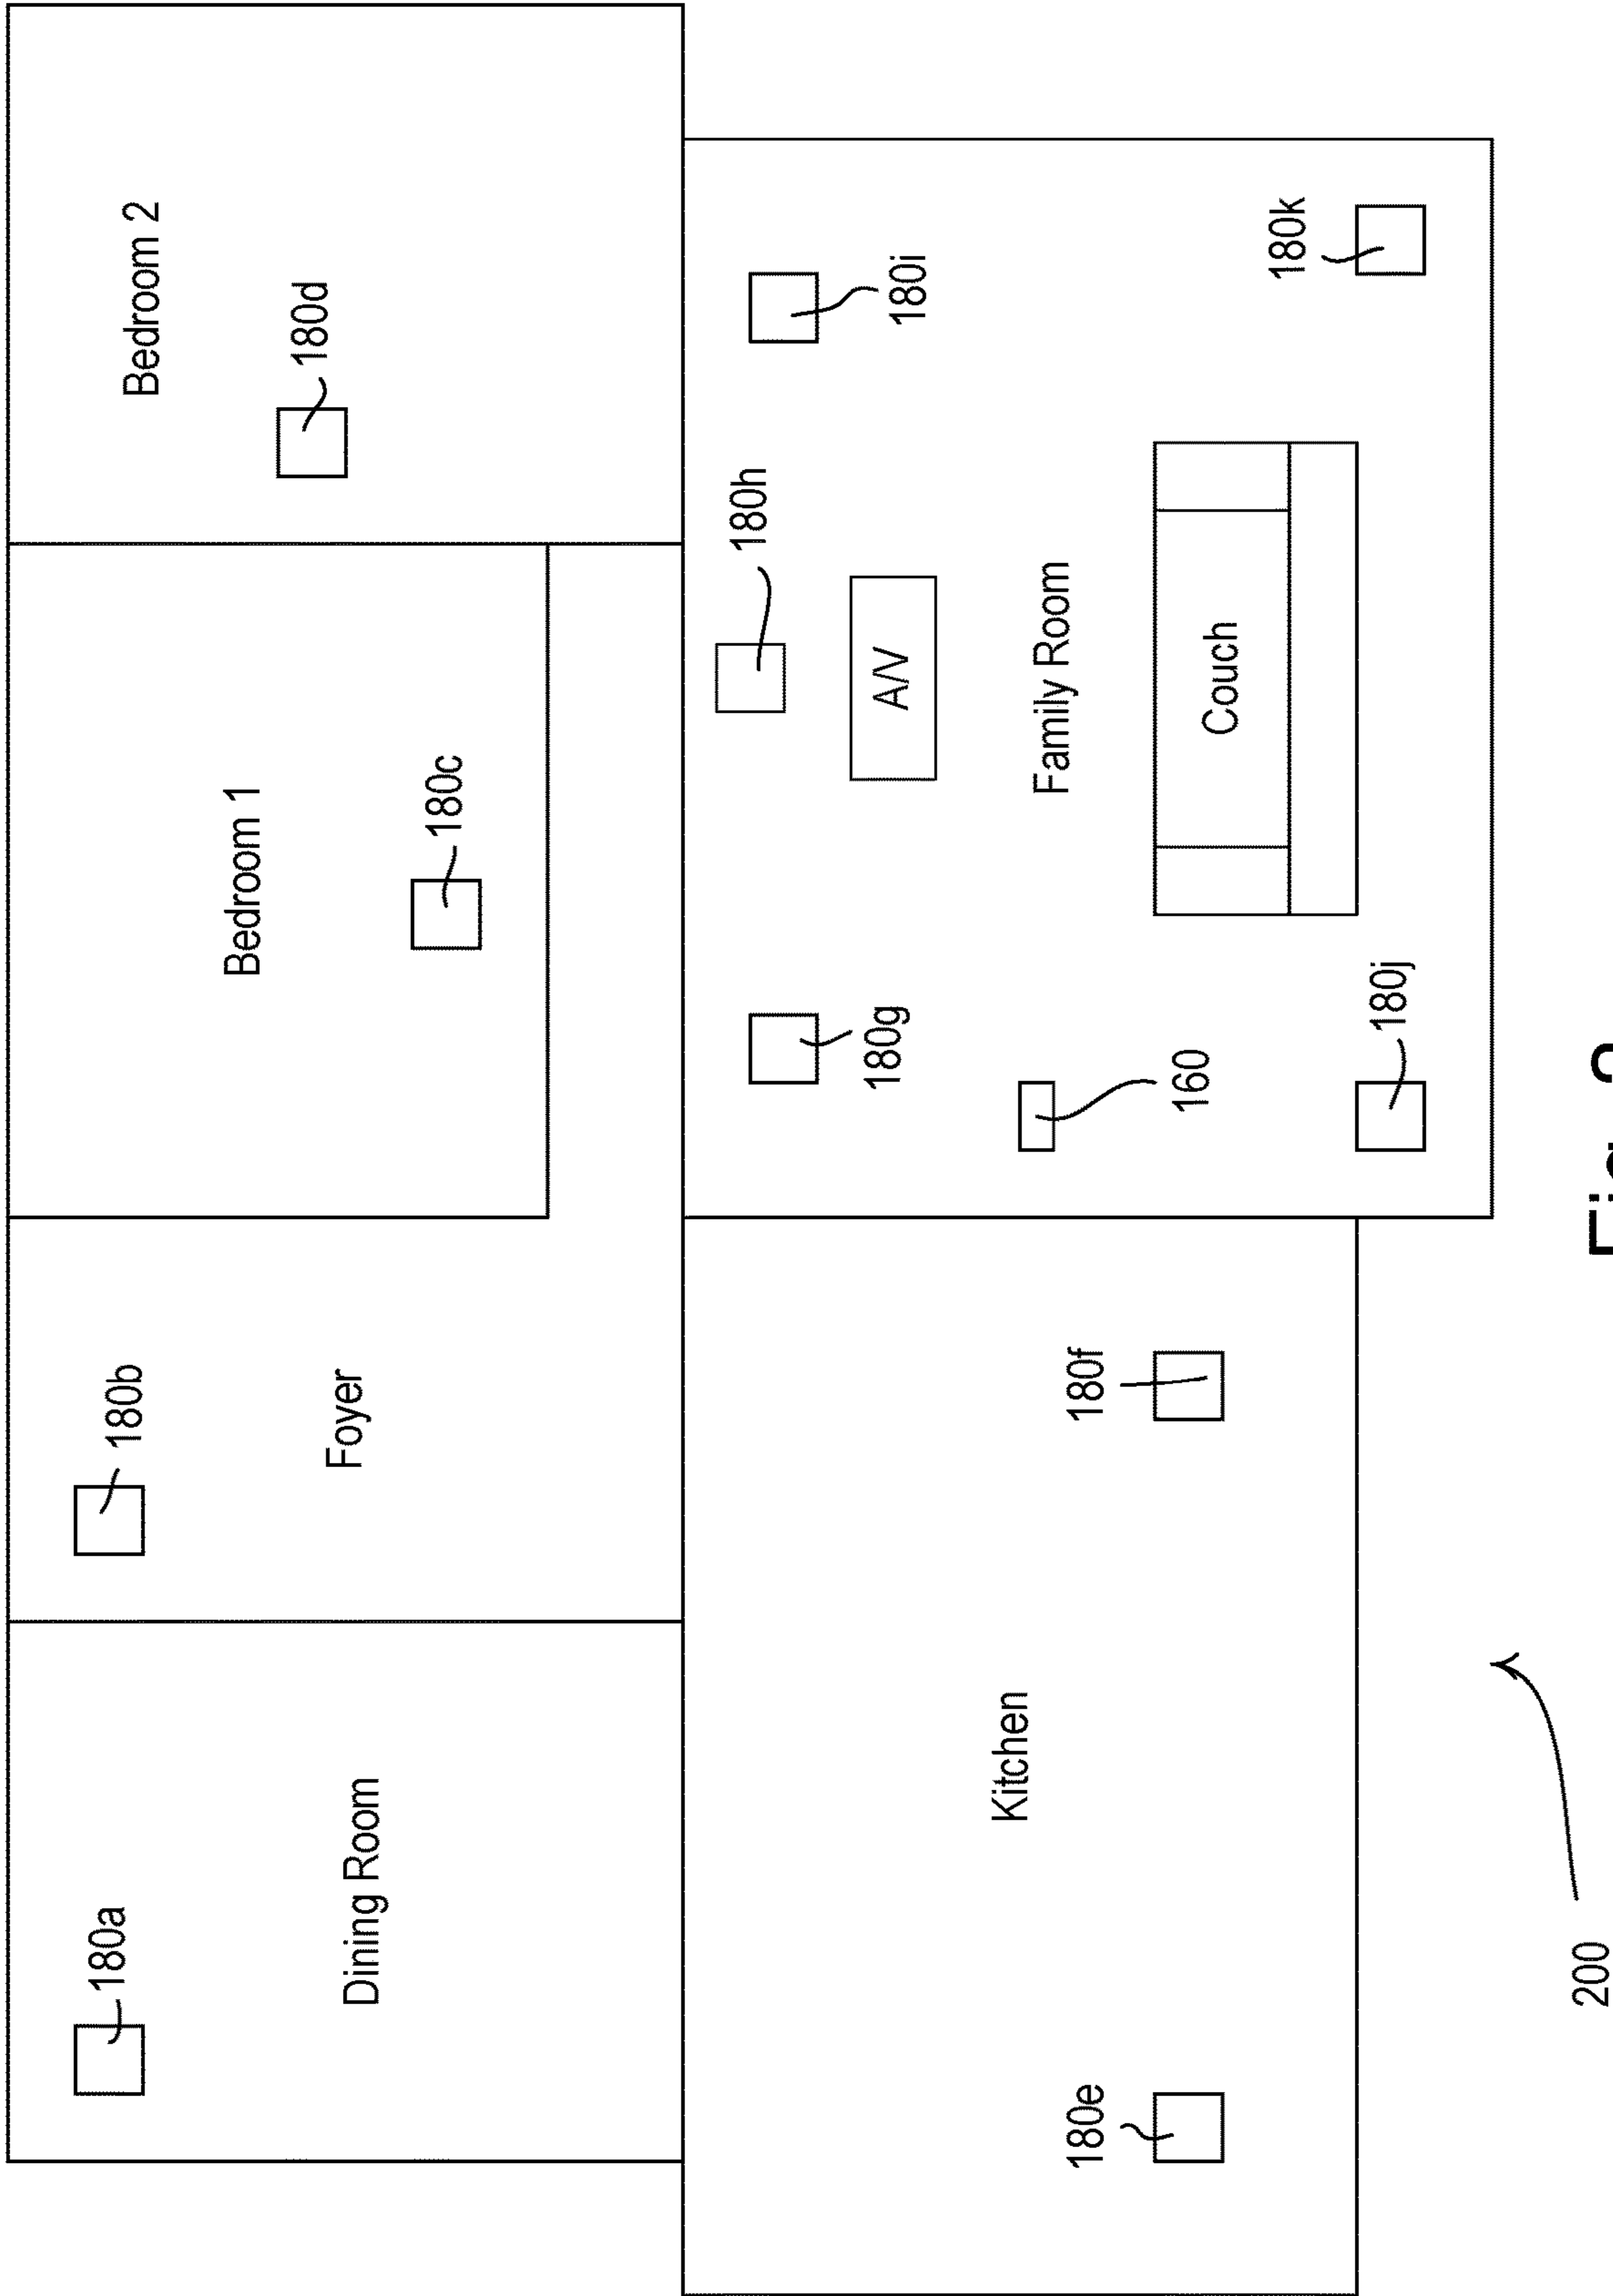 180a
180b
Bedroom 2
Bedroom 1
180d
Foyer
Dining Room
180c
180h
180g
A/V
180i
Kitchen
Family Room
180e
180f
160
Couch
180k
180j
200